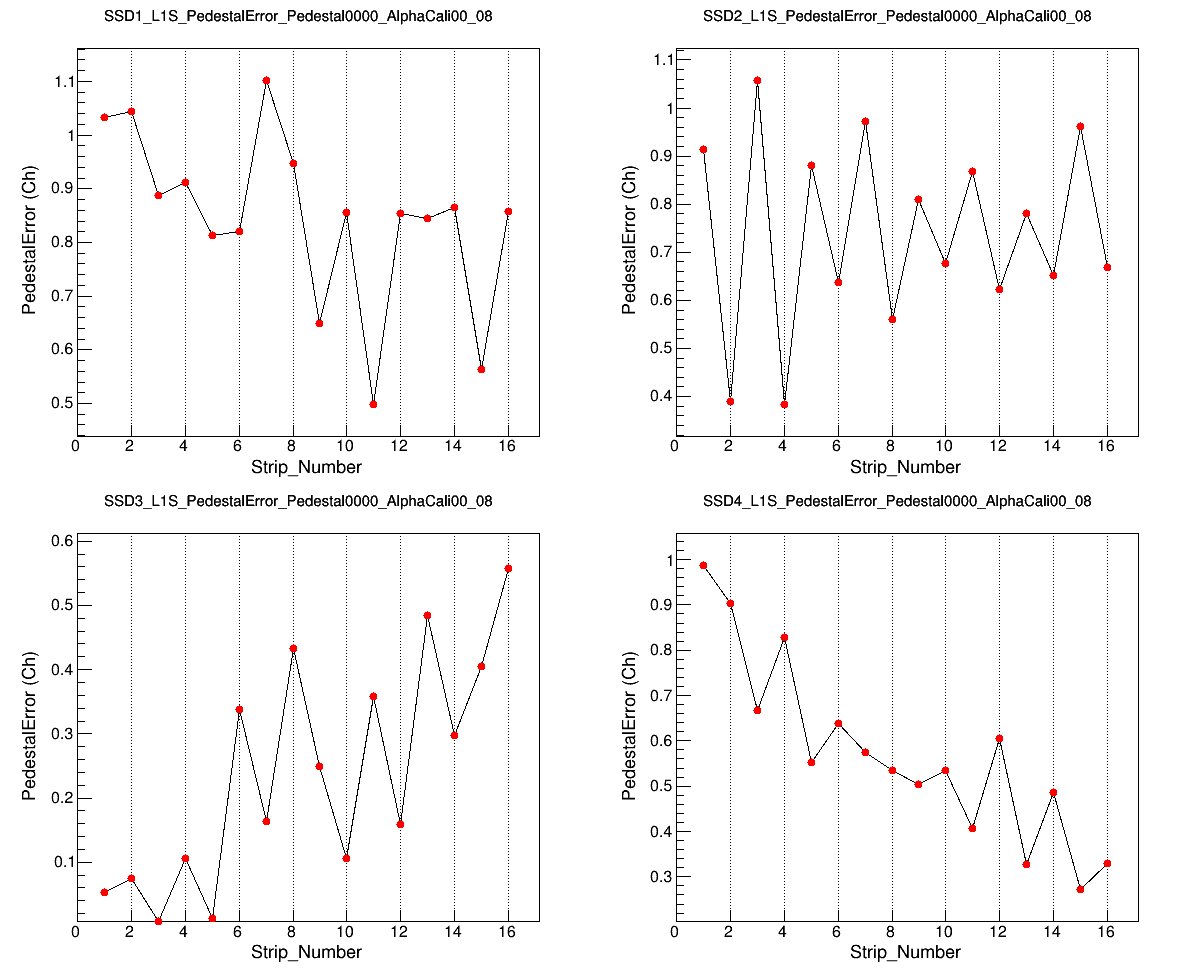 SSD1_L1S_PedestalError_Pedestal0000_AlphaCali00_08
1.1
1
0.9
0.8
0.7
0.6
0.5
PedestalError (Ch)
0 2 4 6 8 10 12 14 16
Strip_Number
SSD2_L1S_PedestalError_Pedestal0000_AlphaCali00_08
1.1
1
0.9
0.8
0.7
0.6
0.5
0.4
PedestalError (Ch)
0 2 4 6 8 10 12 14 16
Strip_Number
SSD3_L1S_PedestalError_Pedestal0000_AlphaCali00_08
0.6
0.5
0.4
0.3
0.2
0.1
PedestalError (Ch)
0 2 4 6 8 10 12 14 16
Strip_Number
SSD4_L1S_PedestalError_Pedestal0000_AlphaCali00_08
1
0.9
0.8
0.7
0.6
0.5
0.4
0.3
PedestalError (Ch)
0 2 4 6 8 10 12 14 16
Strip_Number